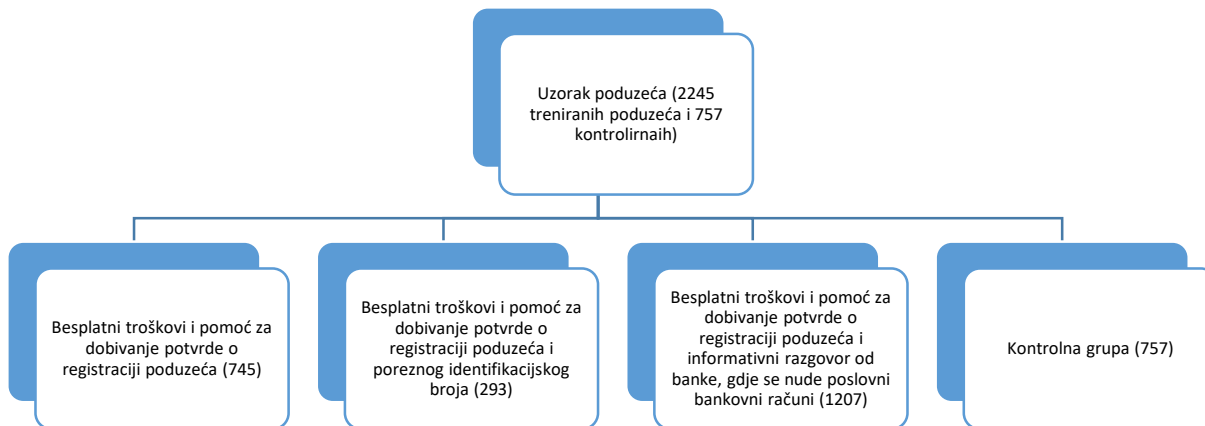 Uzorak poduzeća (2245
treniranih poduzeća i 757
kontrolirnaih)
Besplatni troškovi i pomoć za
dobivanje potvrde o
registraciji poduzeća (745)
Besplatni troškovi i pomoć za
dobivanje potvrde o
registraciji poduzeća i
poreznog identifikacijskog
broja (293)
Besplatni troškovi i pomoć za
dobivanje potvrde o
registraciji poduzeća i
informativni razgovor od
banke, gdje se nude poslovni
bankovni računi (1207)
Kontrolna grupa (757)